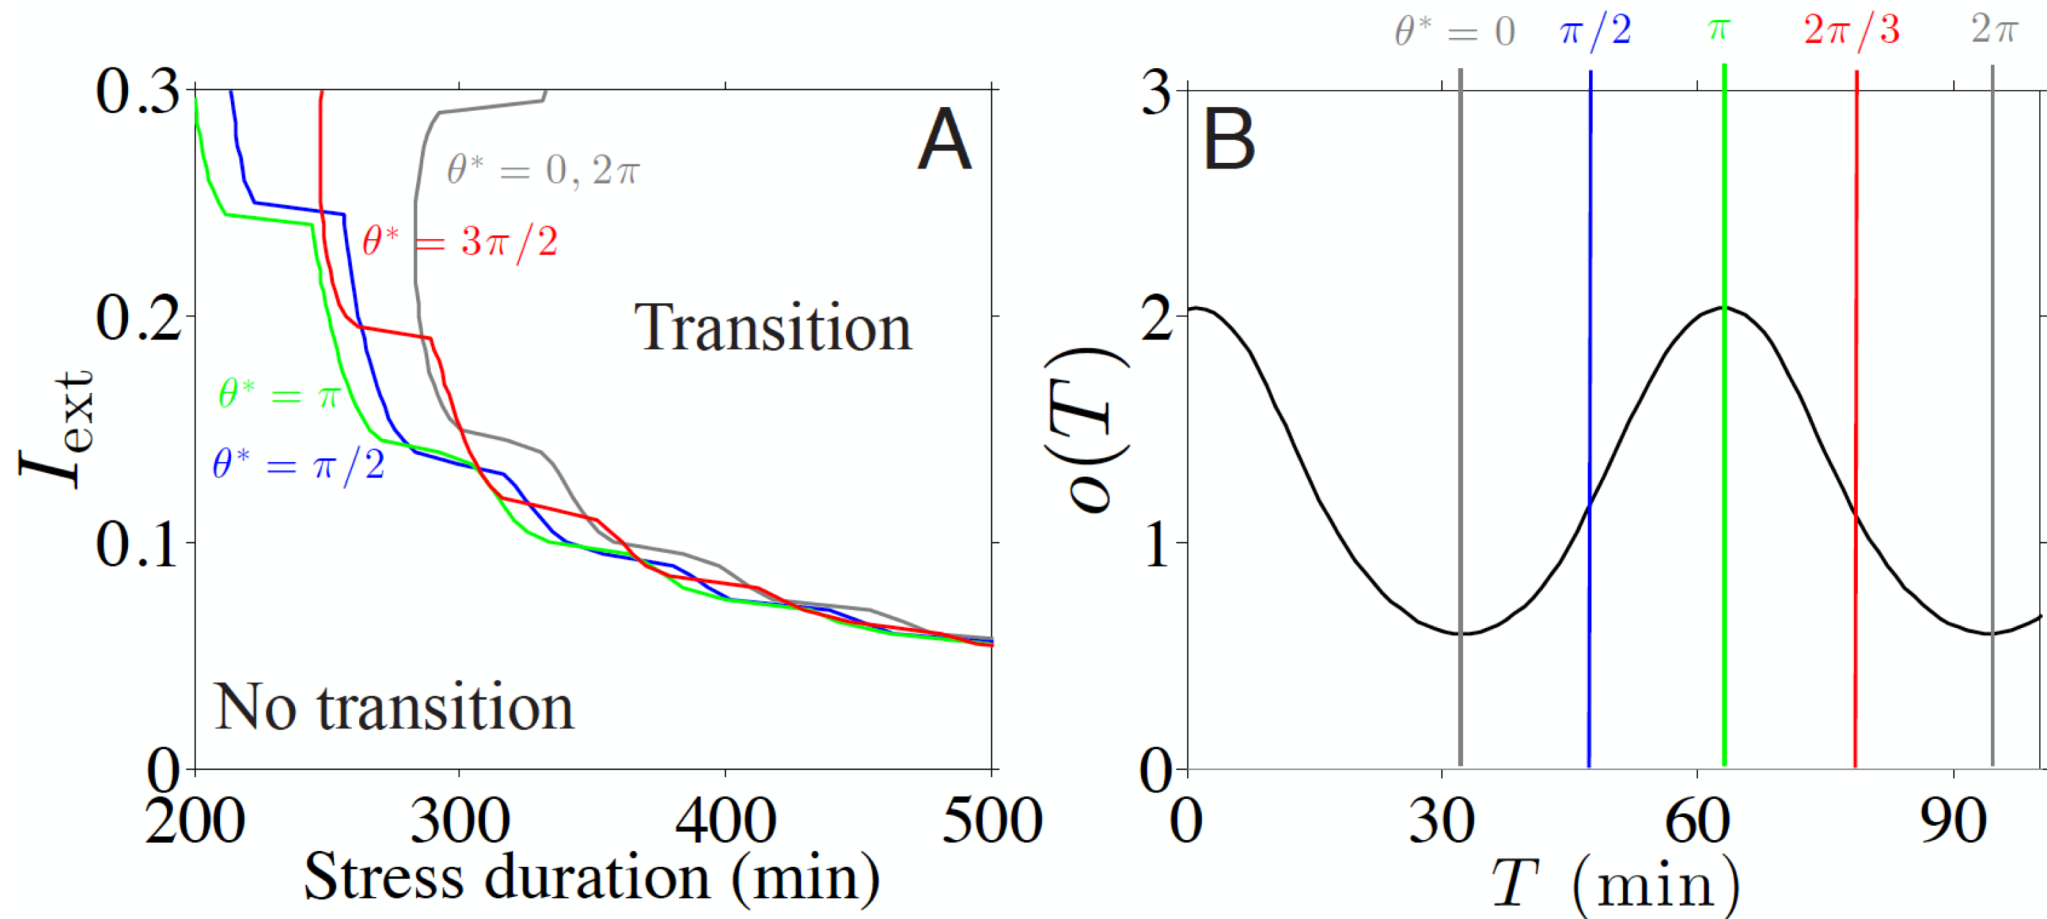 A
0.3
0.2
0.1
0
I_ext
200 300 400 500
Stress duration (min)
θ* = 0, 2π
θ* = 3π/2
θ* = π
θ* = π/2
Transition
No transition
θ* = 0 π/2 π 2π/3 2π
B
3
2
1
0
o(T)
0 30 60 90
T (min)